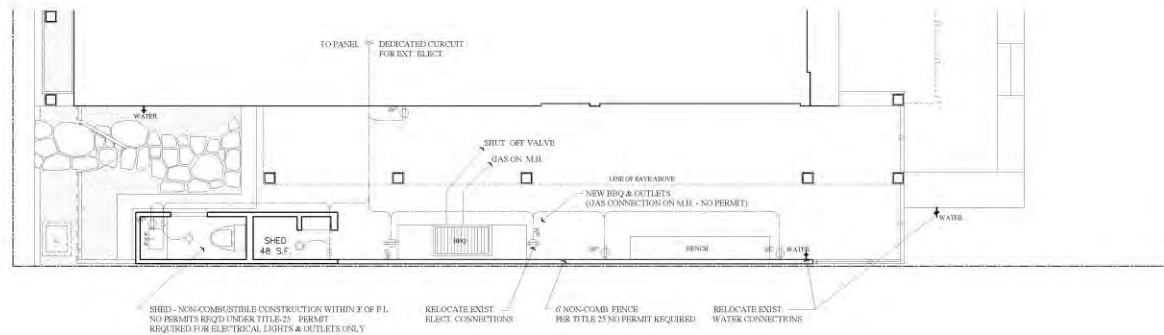 TO PANEL
DEDICATED CURCUIT
FOR EXT. ELECT.
WATER
SHUT OFF VALVE
GAS ON M.H.
LINE OF EAVE ABOVE
NEW BBQ & OUTLETS
(GAS CONNECTION ON M.H. - NO PERMIT)
WATER
SHED
48 S.F.
BBQ
BENCH
WATER
SHED - NON-COMBUSTIBLE CONSTRUCTION WITHIN 3' OF P.L.
NO PERMITS REQ'D UNDER TITLE-25 PERMIT
REQUIRED FOR ELECTRICAL LIGHTS & OUTLETS ONLY
RELOCATE EXIST
ELECT. CONNECTIONS
6' NON-COMB FENCE
PER TITLE 25 NO PERMIT REQUIRED
RELOCATE EXIST
WATER CONNECTIONS